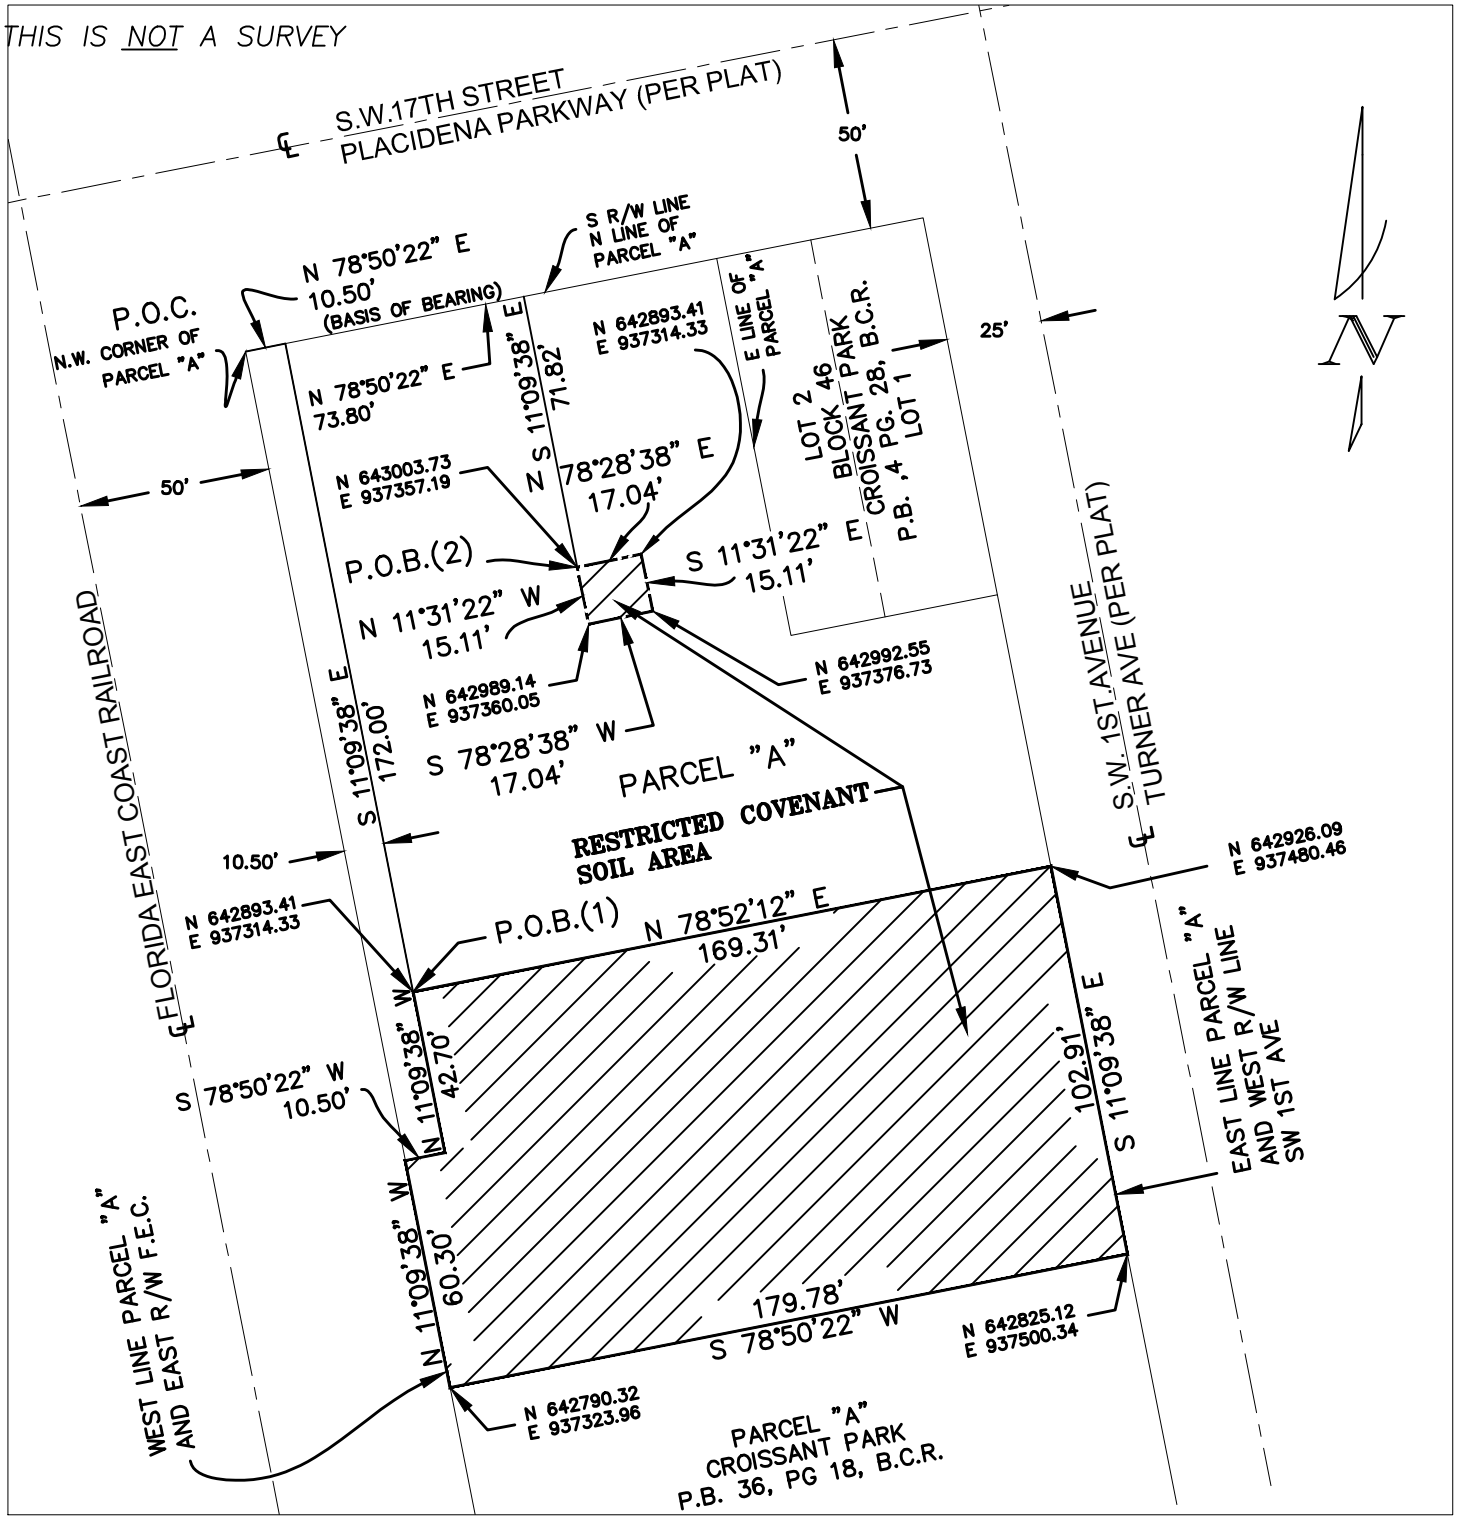 THIS IS NOT A SURVEY
S.W.17TH STREET
PLACIDENA PARKWAY (PER PLAT)
50'
S R/W LINE
N LINE OF
PARCEL "A"
N 78°50'22" E
10.50'
(BASIS OF BEARING)
P.O.C.
N.W. CORNER OF
PARCEL "A"
N 78°50'22" E
73.80'
S 11°09'38" E
71.82'
N 642893.41
E 937314.33
E LINE OF
PARCEL "A"
LOT 2
BLOCK 46
CROISSANT PARK
P.B. ,4 PG. 28, B.C.R.
LOT 1
25'
N
50'
N 643003.73
E 937357.19
N 78°28'38" E
17.04'
P.O.B.(2)
S 11°31'22" E
15.11'
N 11°31'22" W
15.11'
N 642992.55
E 937376.73
N 642989.14
E 937360.05
S 78°28'38" W
17.04'
S 11°09'38" E
172.00'
FLORIDA EAST COAST RAILROAD
S.W. 1ST.AVENUE
TURNER AVE (PER PLAT)
PARCEL "A"
RESTRICTED COVENANT
SOIL AREA
10.50'
N 642926.09
E 937480.46
N 642893.41
E 937314.33
P.O.B.(1)
N 78°52'12" E
169.31'
N 11°09'38" W
42.70'
S 78°50'22" W
10.50'
102.91'
S 11°09'38" E
EAST LINE PARCEL "A"
AND WEST R/W LINE
SW 1ST AVE
WEST LINE PARCEL "A"
AND EAST R/W F.E.C.
N 11°09'38" W
60.30'
179.78'
S 78°50'22" W
N 642825.12
E 937500.34
N 642790.32
E 937323.96
PARCEL "A"
CROISSANT PARK
P.B. 36, PG 18, B.C.R.